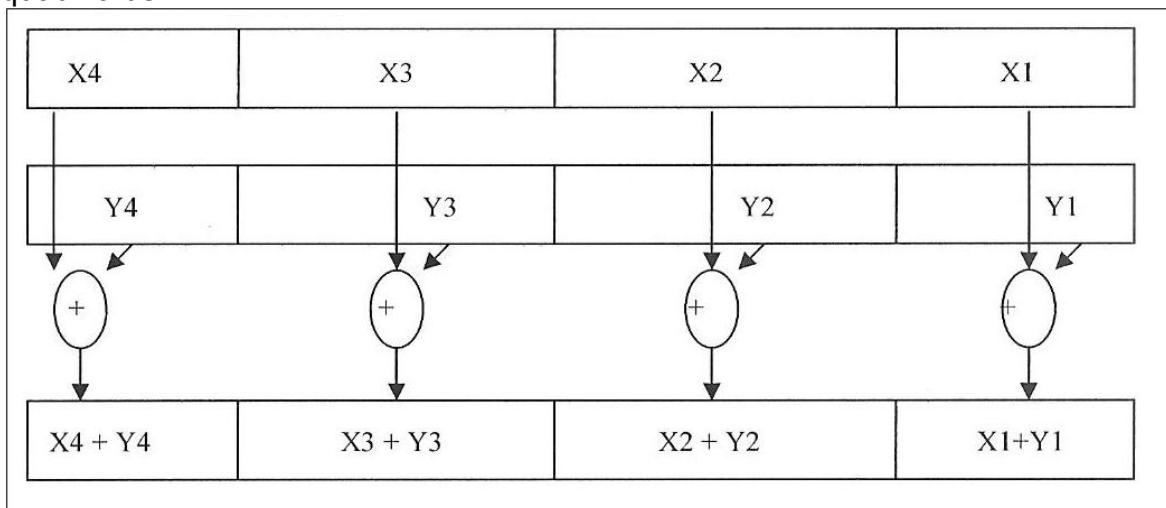 X4 X3 X2 X1
Y4 Y3 Y2 Y1
+ + + +
X4 + Y4 X3 + Y3 X2 + Y2 X1+Y1